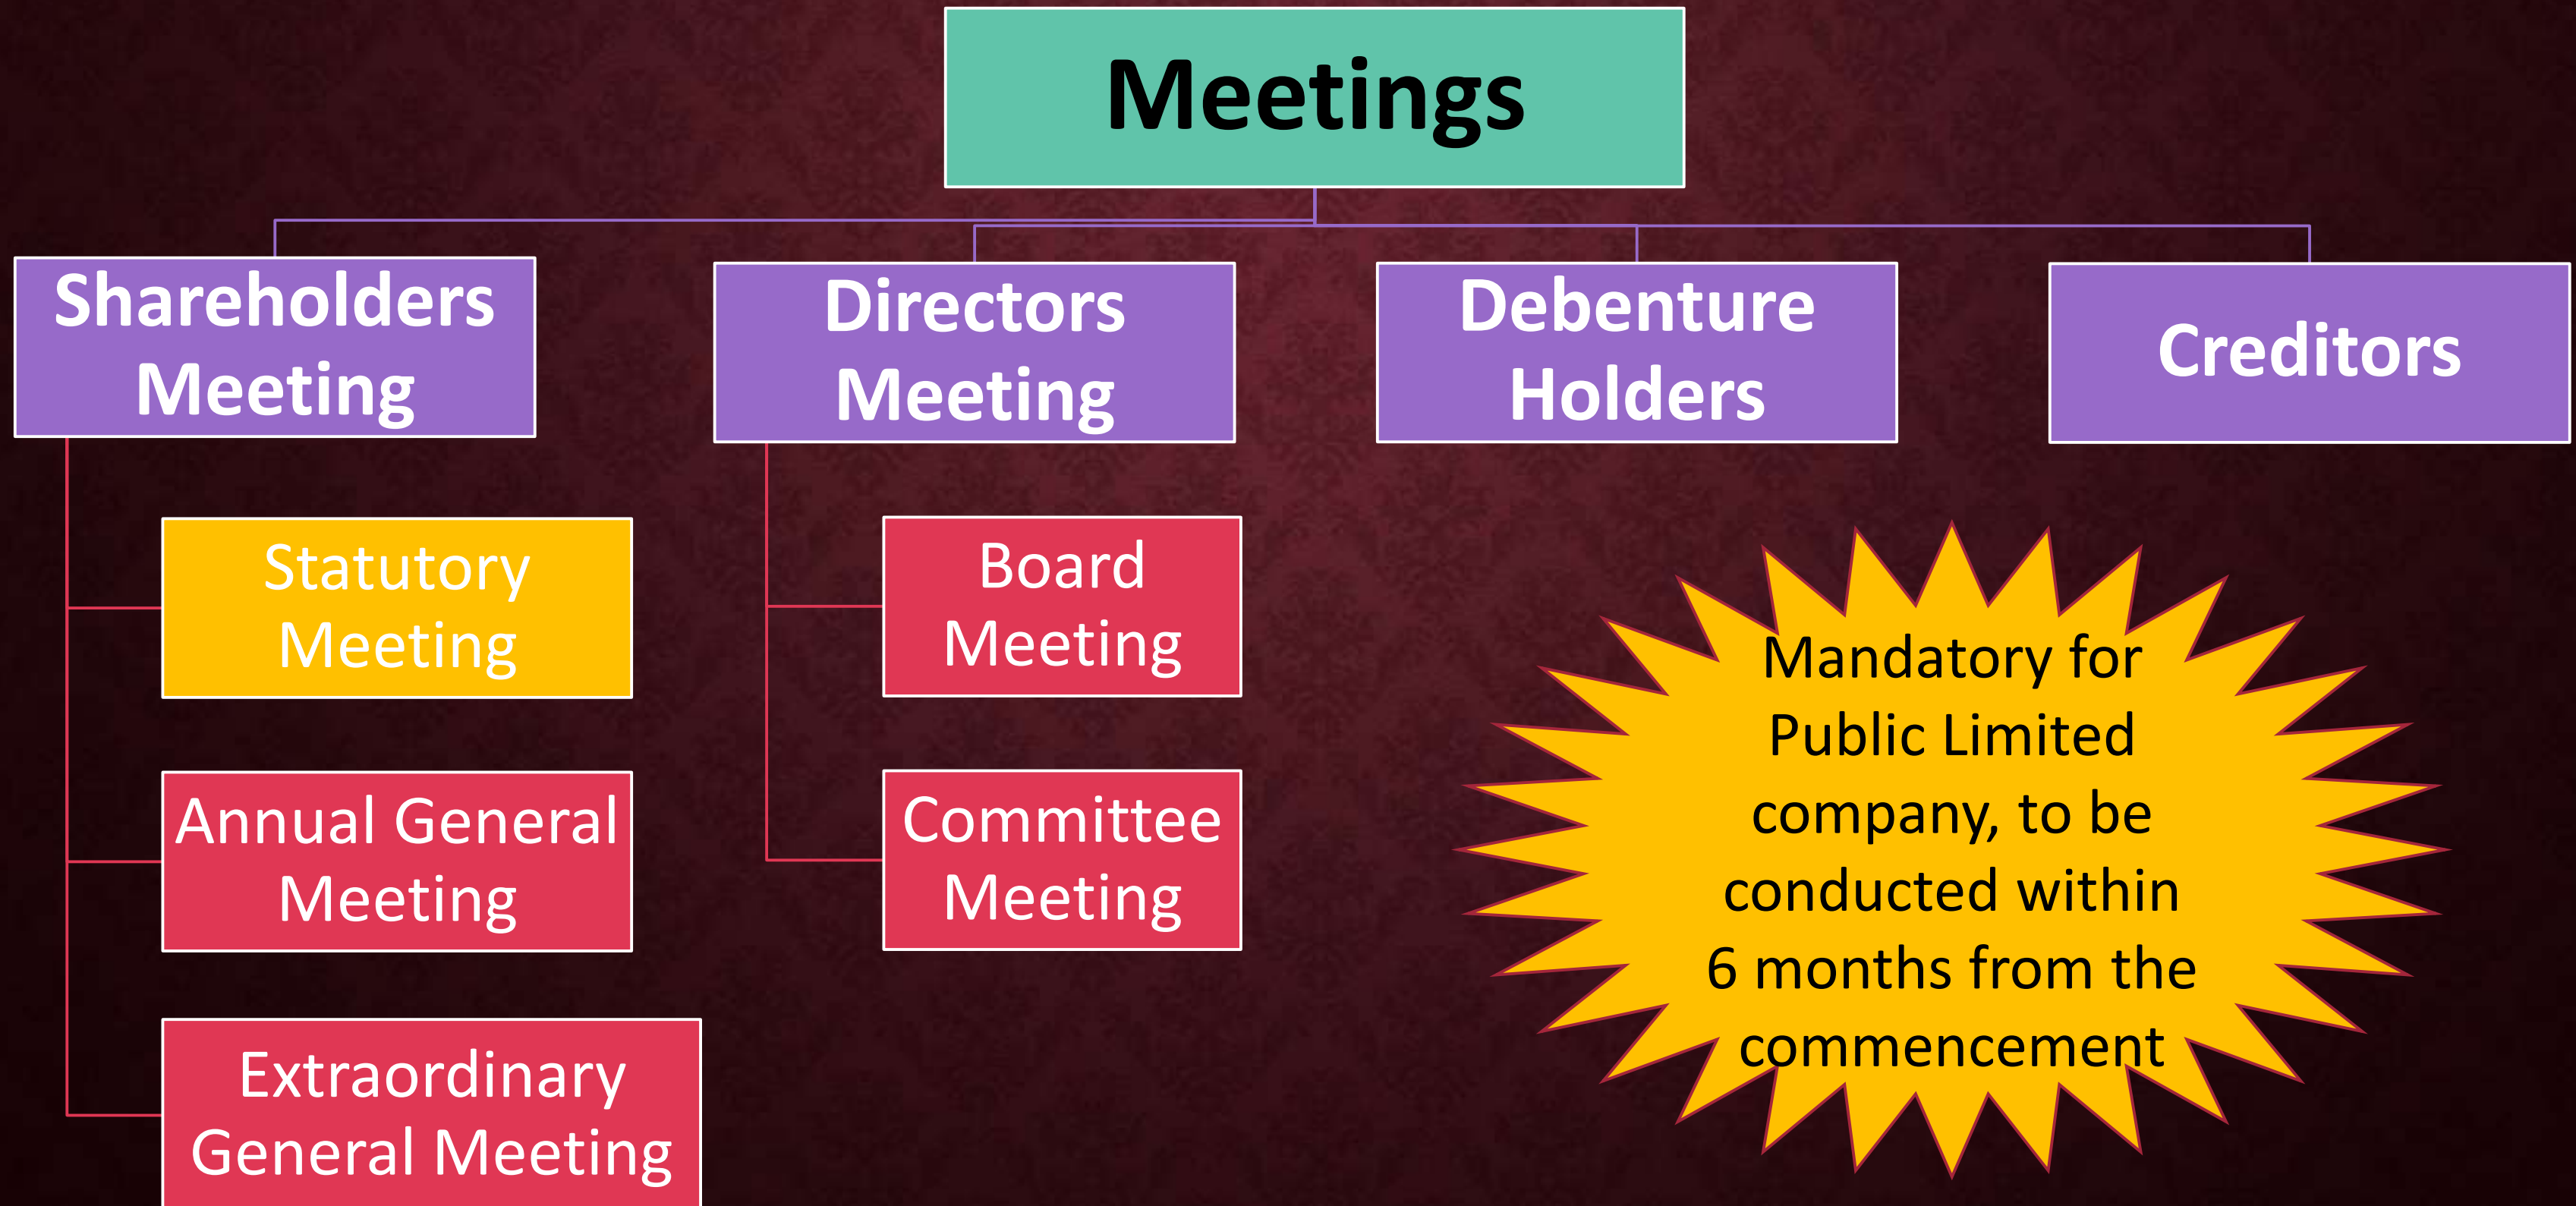 Meetings
Shareholders
Meeting
Directors
Meeting
Debenture
Holders
Creditors
Statutory
Meeting
Annual General
Meeting
Extraordinary
General Meeting
Board
Meeting
Committee
Meeting
Mandatory for
Public Limited
company, to be
conducted within
6 months from the
commencement